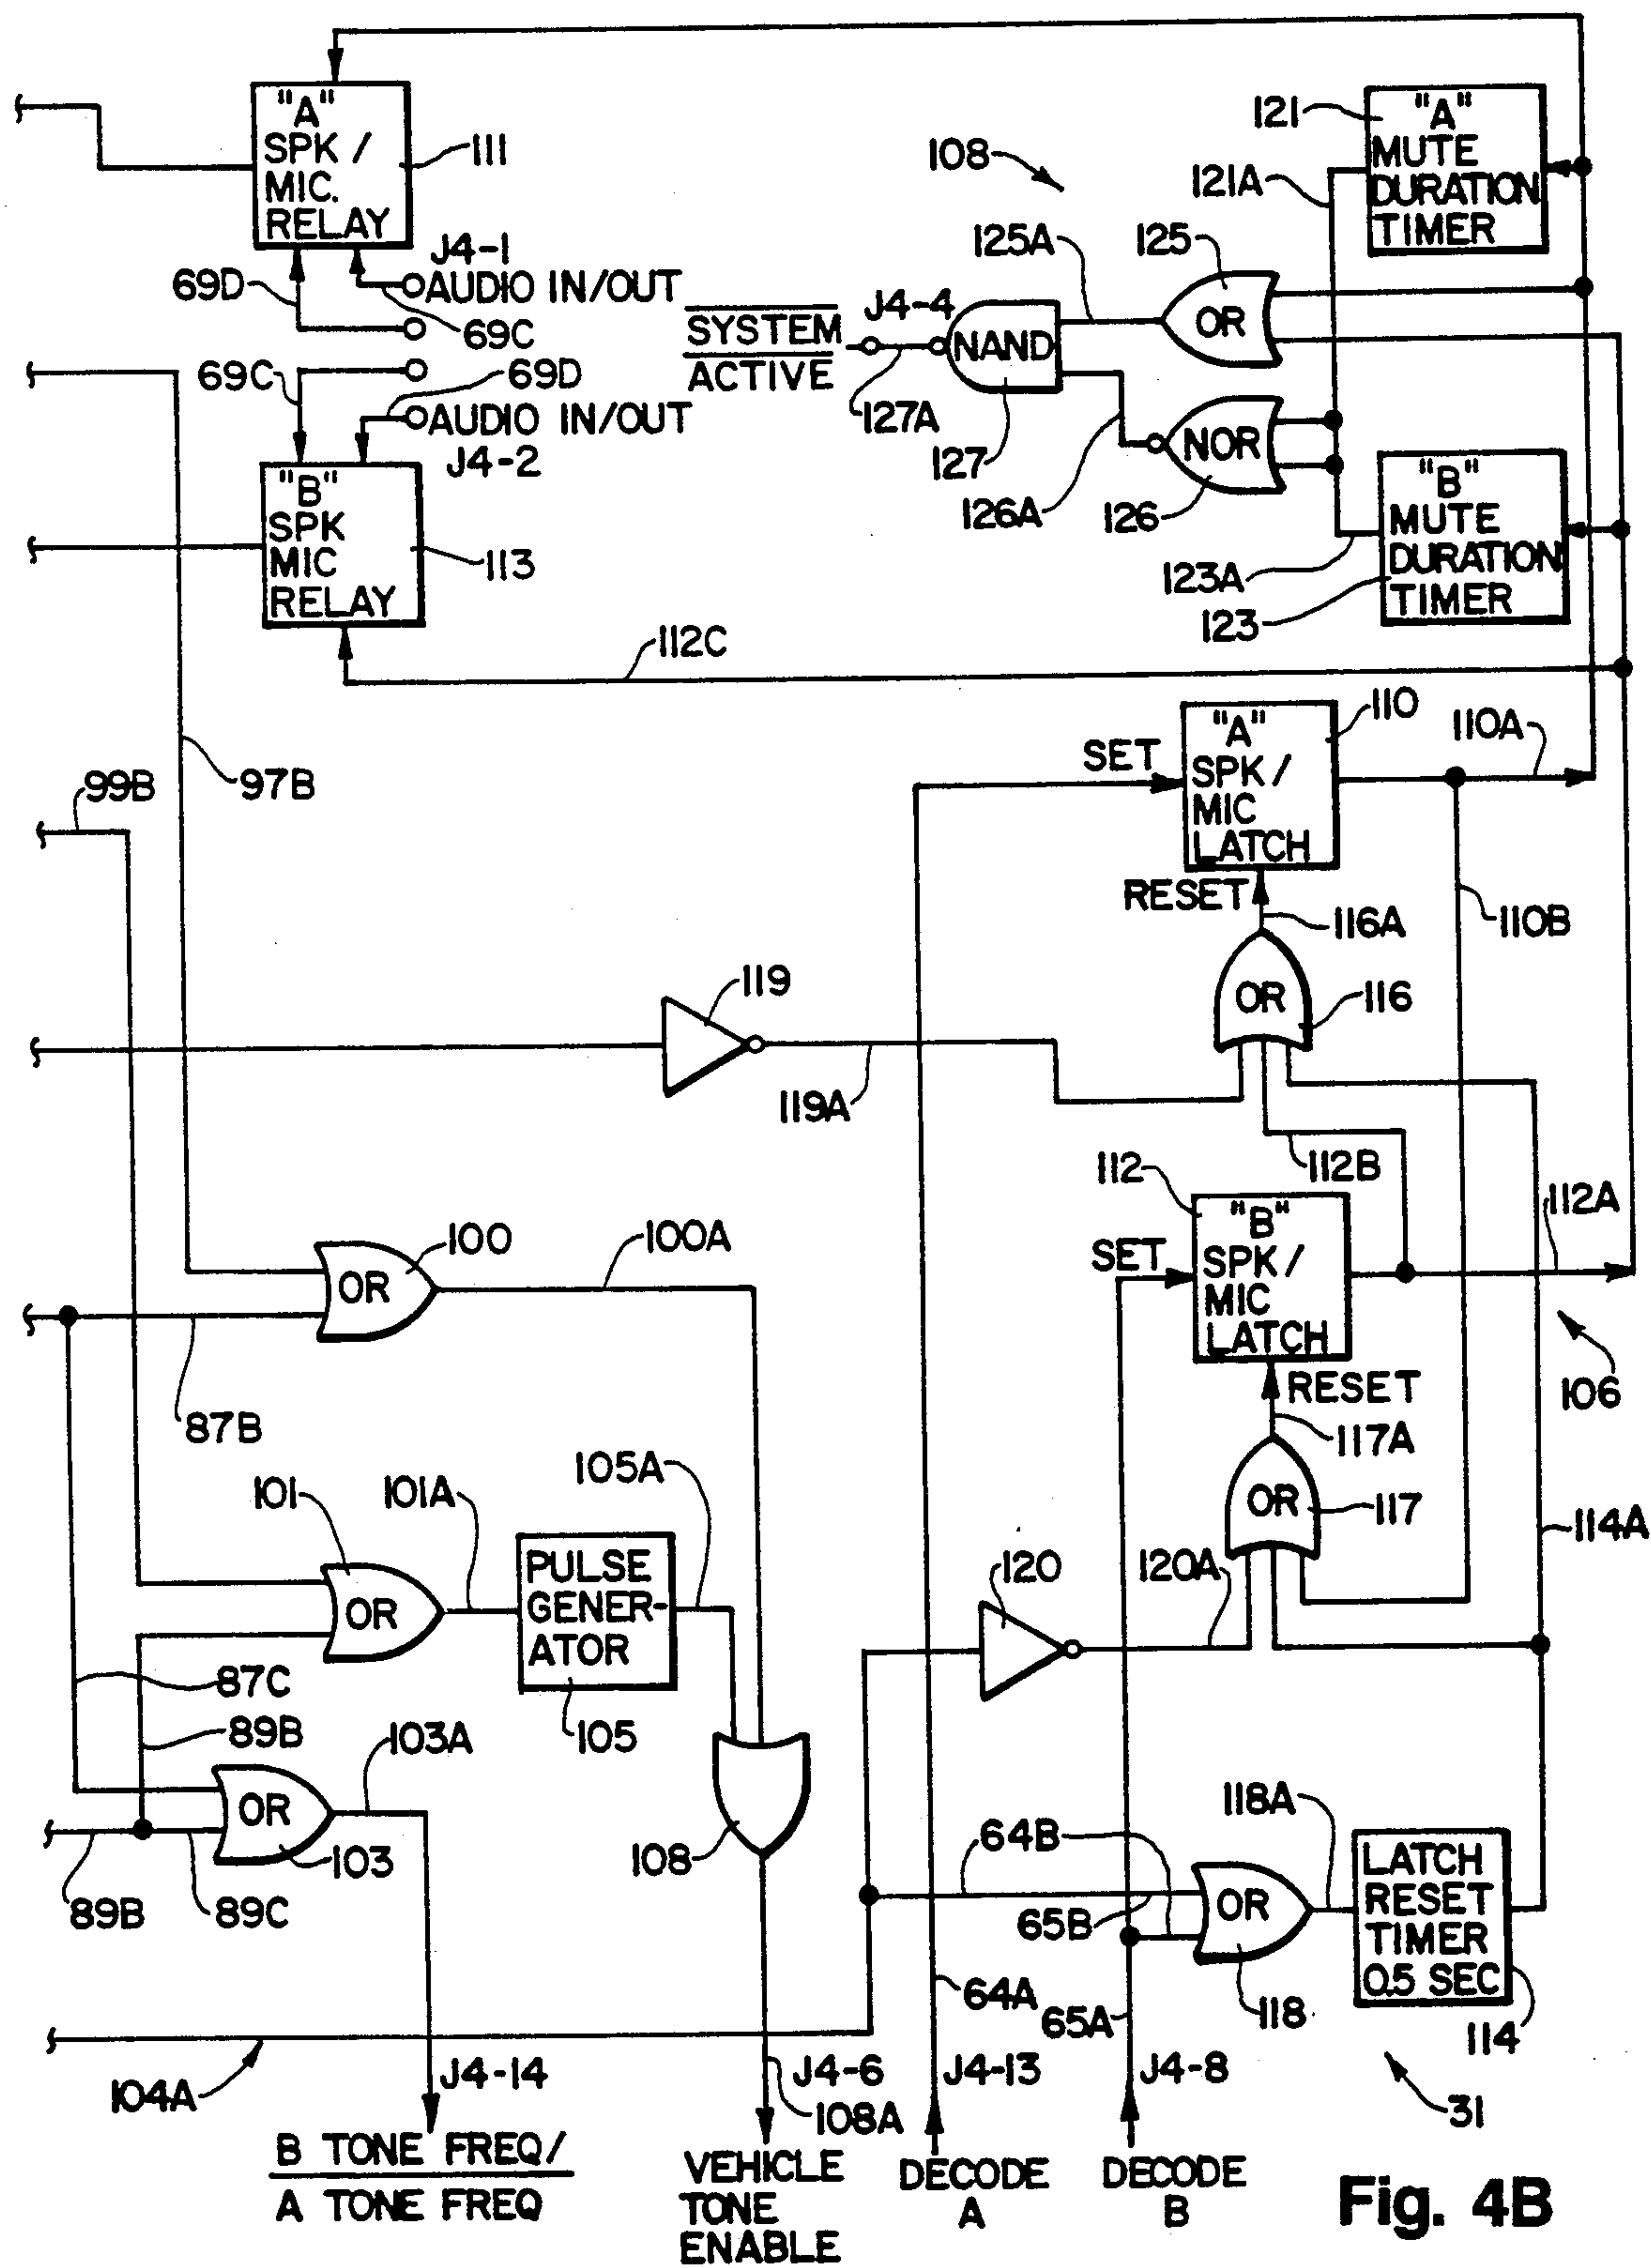 "A"
SPK /
MIC.
RELAY
111
J4-1
AUDIO IN/OUT
69D
69C
69C
69D
AUDIO IN/OUT
J4-2
"B"
SPK
MIC
RELAY
113
112C
108
121
"A"
MUTE
DURATION
TIMER
121A
125A
125
OR
J4-4
SYSTEM
ACTIVE
127A
NAND
127
126A
NOR
126
"B"
MUTE
DURATION
TIMER
123A
123
97B
99B
SET
"A"
SPK /
MIC
LATCH
110
110A
RESET
116A
110B
OR
116
119
119A
112B
112
"B"
SPK /
MIC
LATCH
SET
112A
106
RESET
117A
OR
117
114A
100
OR
100A
87B
101
OR
101A
105A
PULSE
GENER-
ATOR
105
120
120A
87C
89B
103A
OR
103
89B
89C
108
64B
118A
65B
OR
118
LATCH
RESET
TIMER
0.5 SEC
114
64A
65A
31
104A
J4-14
J4-6
108A
J4-13
J4-8
B TONE FREQ/
A TONE FREQ
VEHICLE
TONE
ENABLE
DECODE
A
DECODE
B
Fig. 4B